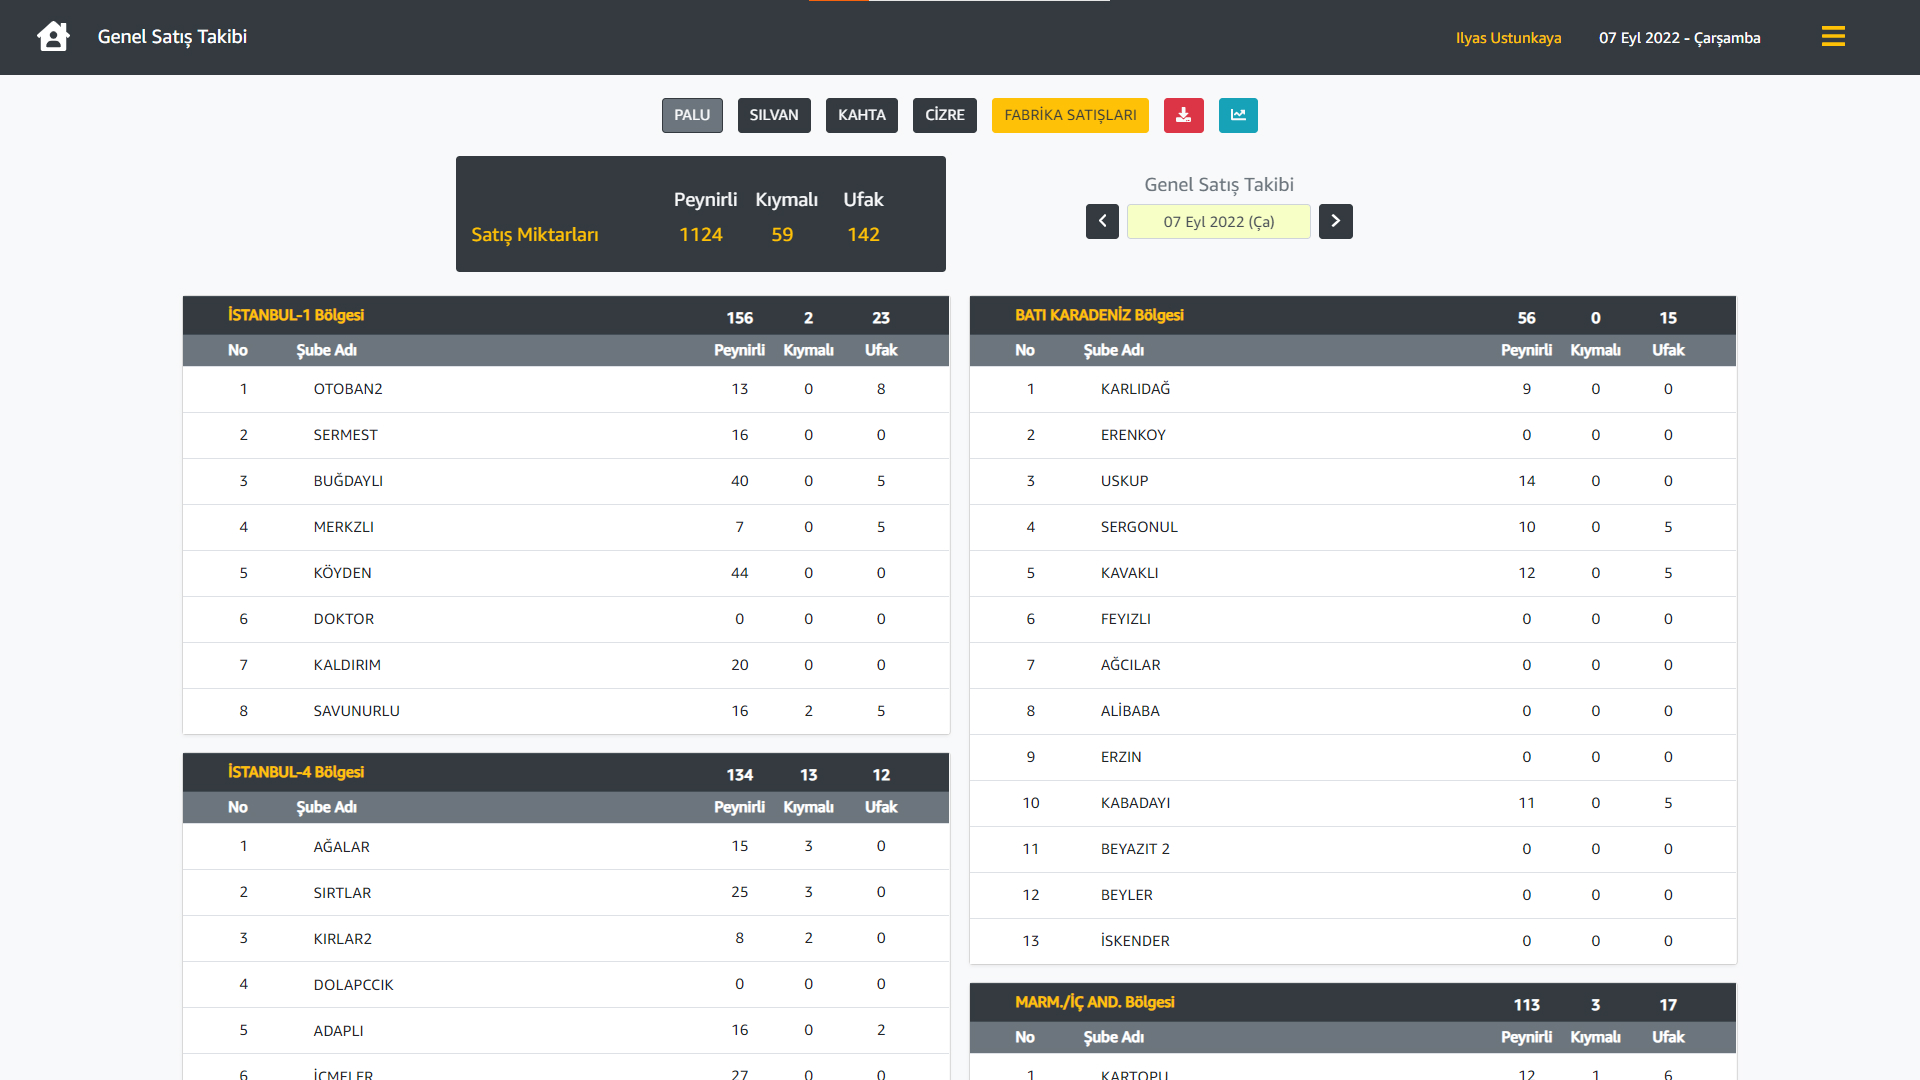 Genel Satış Takibi
Ilyas Ustunkaya 07 Eyl 2022 - Çarşamba
PALU SILVAN KAHTA CİZRE FABRİKA SATIŞLARI
Peynirli Kıymalı Ufak
Satış Miktarları 1124 59 142
Genel Satış Takibi
07 Eyl 2022 (Ça)
İSTANBUL-1 Bölgesi 156 2 23
No Şube Adı Peynirli Kıymalı Ufak
1 OTOBAN2 13 0 8
2 SERMEST 16 0 0
3 BUĞDAYLI 40 0 5
4 MERKZLI 7 0 5
5 KÖYDEN 44 0 0
6 DOKTOR 0 0 0
7 KALDIRIM 20 0 0
8 SAVUNURLU 16 2 5
İSTANBUL-4 Bölgesi 134 13 12
No Şube Adı Peynirli Kıymalı Ufak
1 AĞALAR 15 3 0
2 SIRTLAR 25 3 0
3 KIRLAR2 8 2 0
4 DOLAPCCIK 0 0 0
5 ADAPLI 16 0 2
6 İÇMELER 27 0 0
BATI KARADENİZ Bölgesi 56 0 15
No Şube Adı Peynirli Kıymalı Ufak
1 KARLIDAĞ 9 0 0
2 ERENKOY 0 0 0
3 USKUP 14 0 0
4 SERGONUL 10 0 5
5 KAVAKLI 12 0 5
6 FEYIZLI 0 0 0
7 AĞCILAR 0 0 0
8 ALİBABA 0 0 0
9 ERZIN 0 0 0
10 KABADAYI 11 0 5
11 BEYAZIT 2 0 0 0
12 BEYLER 0 0 0
13 İSKENDER 0 0 0
MARM./İÇ AND. Bölgesi 113 3 17
No Şube Adı Peynirli Kıymalı Ufak
1 KARTOPU 12 1 6